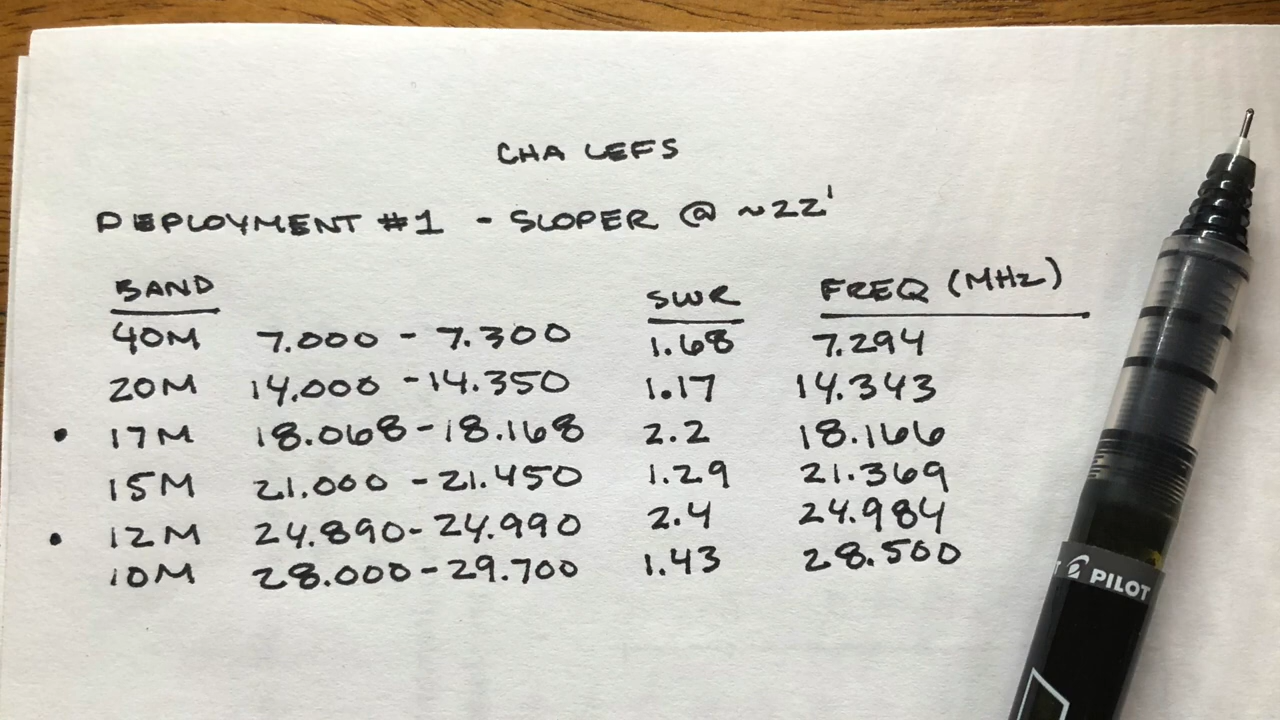 CHA LEFS
DEPLOYMENT #1 - SLOPER @ ~22'
BAND SWR FREQ (MHz)
40M 7.000 - 7.300 1.68 7.294
20M 14.000 - 14.350 1.17 14.343
• 17M 18.068 - 18.168 2.2 18.166
15M 21.000 - 21.450 1.29 21.369
• 12M 24.890 - 24.990 2.4 24.984
10M 28.000 - 29.700 1.43 28.500
PILOT